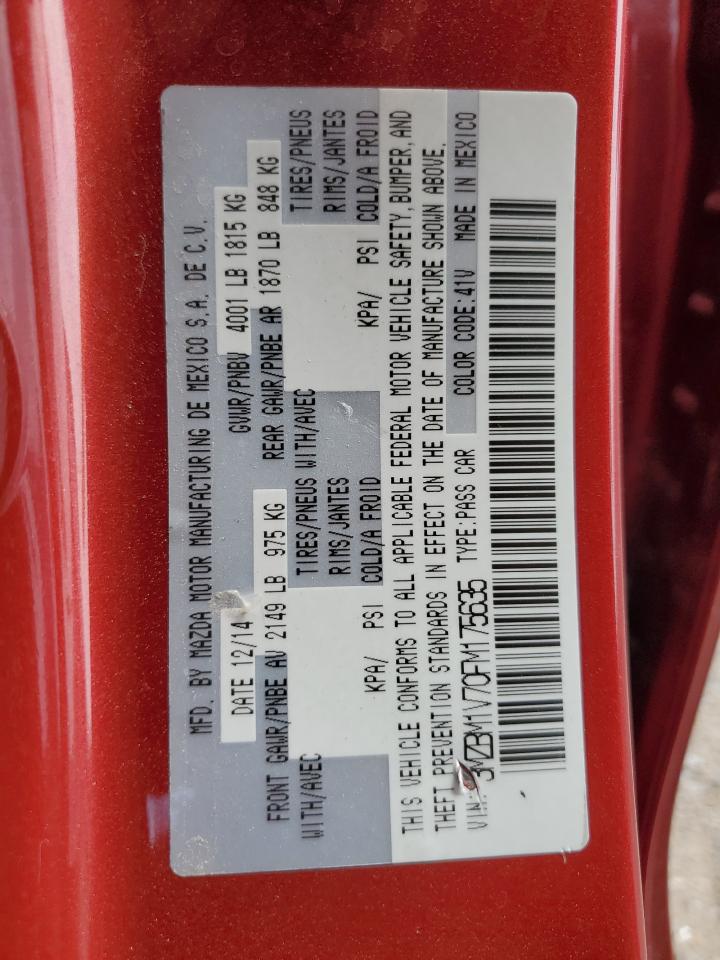 MFD. BY MAZDA MOTOR MANUFACTURING DE MEXICO S.A. DE C.V.
DATE 12/14 GVWR/PNBV 4001 LB 1815 KG
FRONT GAWR/PNBE AV 2149 LB 975 KG REAR GAWR/PNBE AR 1870 LB 848 KG
WITH/AVEC TIRES/PNEUS WITH/AVEC TIRES/PNEUS
RIMS/JANTES RIMS/JANTES
KPA/ PSI COLD/A FROID KPA/ PSI COLD/A FROID
THIS VEHICLE CONFORMS TO ALL APPLICABLE FEDERAL MOTOR VEHICLE SAFETY, BUMPER, AND
THEFT PREVENTION STANDARDS IN EFFECT ON THE DATE OF MANUFACTURE SHOWN ABOVE.
VIN: 3MZBM1V70FM175635 TYPE:PASS CAR COLOR CODE:41V MADE IN MEXICO